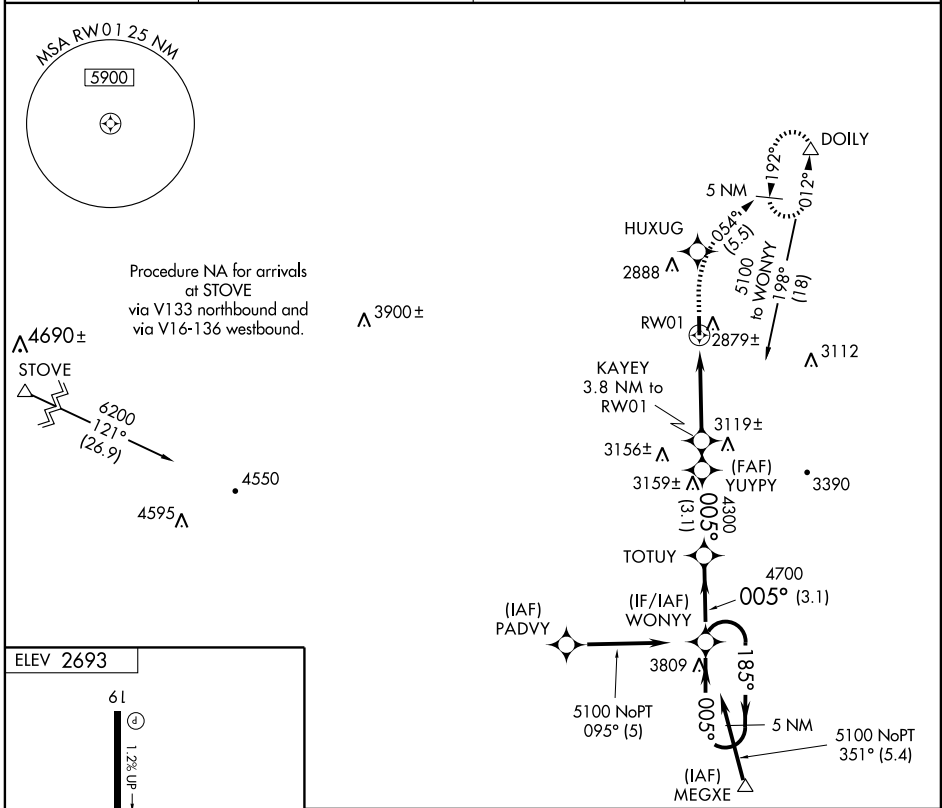 MSA RW01 25 NM
5900
DOILY
192°
012°
5 NM
HUXUG
054°
(5.5)
2888
5100
to WONYY
198°
(18)
Procedure NA for arrivals
at STOVE
via V133 northbound and
via V16-136 westbound.
3900±
4690±
RW01
2879±
3112
STOVE
KAYEY
3.8 NM to
RW01
6200
121°
(26.9)
3119±
3156±
(FAF)
YUYPY
3159±
3390
4550
4595
4300
005°
(3.1)
TOTUY
4700
005° (3.1)
(IF/IAF)
WONYY
(IAF)
PADVY
3809
185°
005°
5100 NoPT
095° (5)
5 NM
5100 NoPT
351° (5.4)
(IAF)
MEGXE
ELEV 2693
19
P
1.2% UP